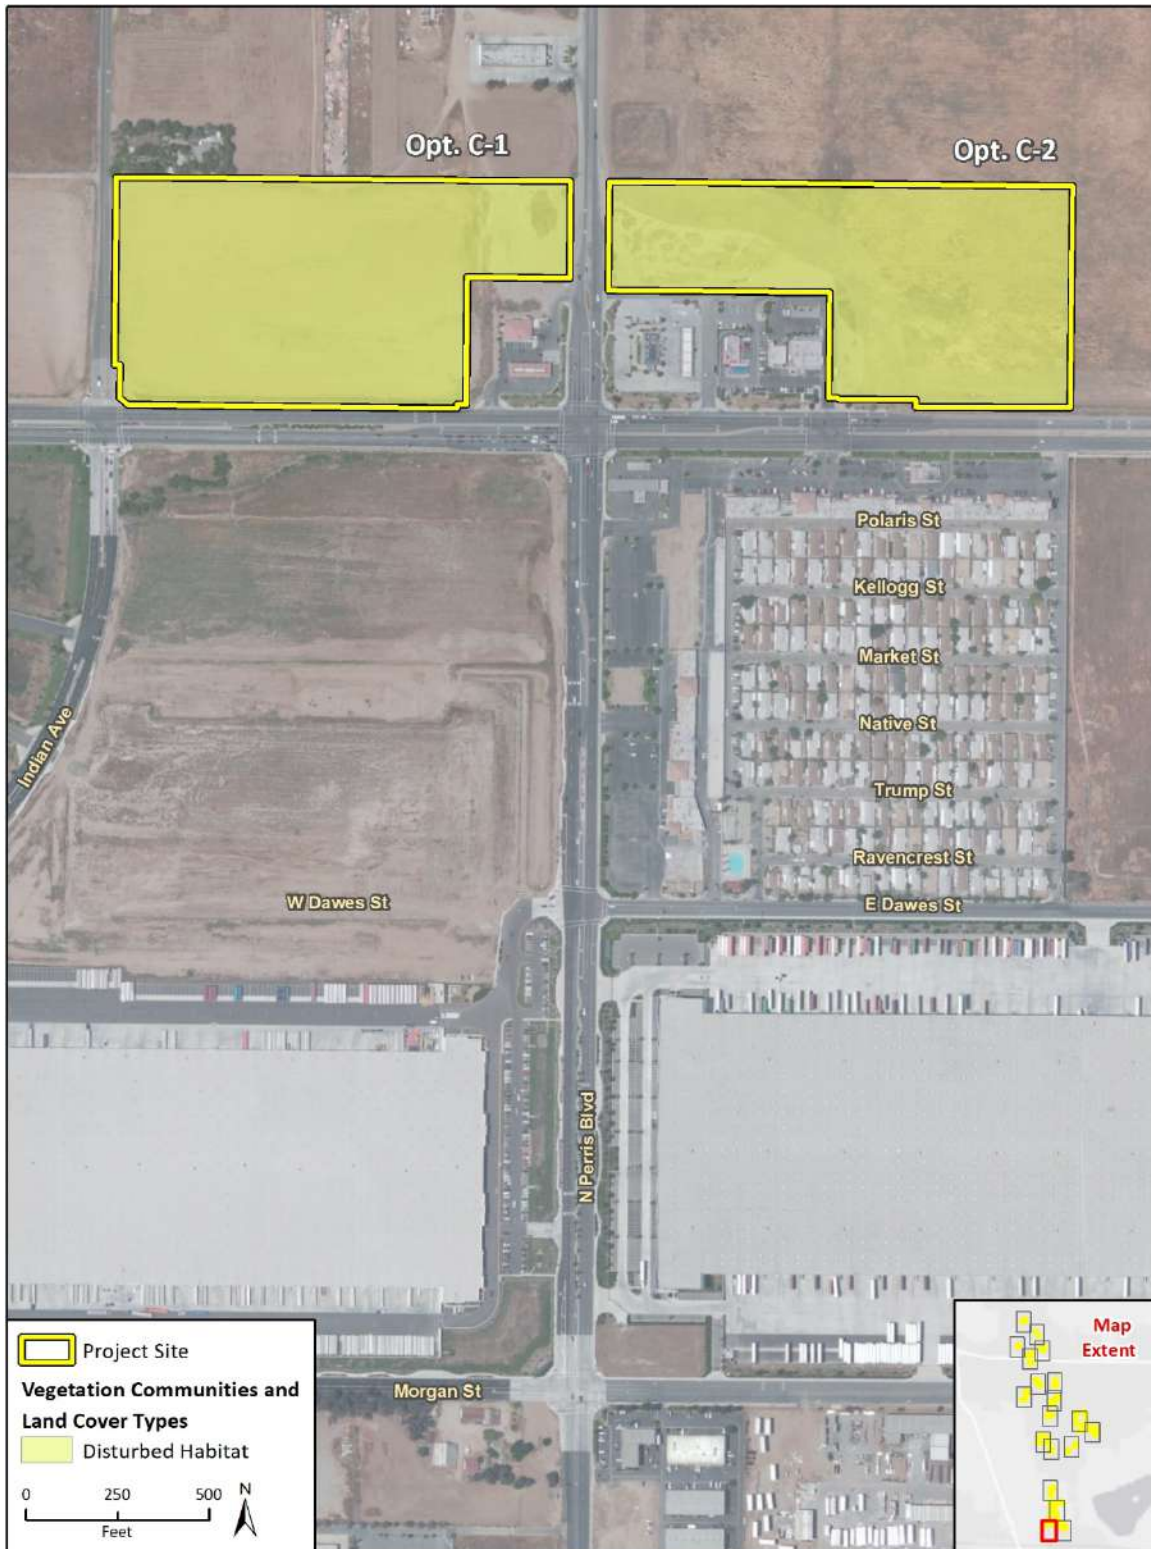 Opt. C-1
Opt. C-2
Polaris St
Kellogg St
Market St
Native St
Trump St
Ravencrest St
Indian Ave
W Dawes St
E Dawes St
N Perris Blvd
Morgan St
Project Site
Vegetation Communities and
Land Cover Types
Disturbed Habitat
0 250 500
Feet
N
Map
Extent